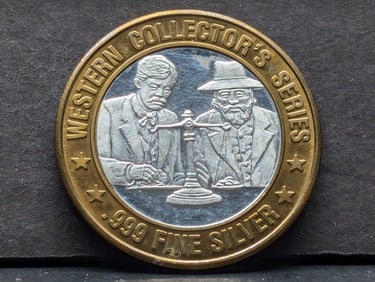 WESTERN COLLECTOR'S SERIES
.999 FINE SILVER